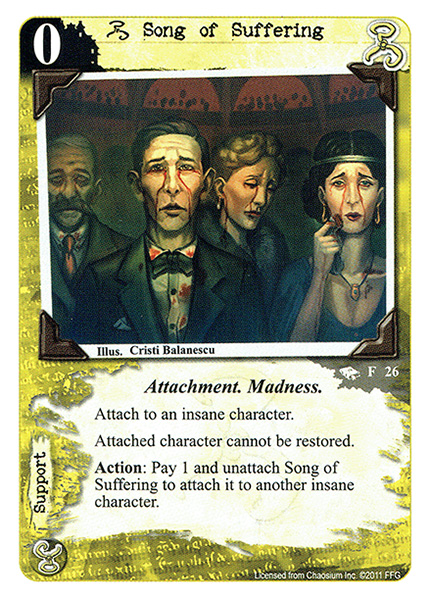 0
Song of Suffering
Illus. Cristi Balanescu
F 26
Attachment. Madness.
Attach to an insane character.
Attached character cannot be restored.
Action: Pay 1 and unattach Song of
Suffering to attach it to another insane
character.
Support
Licensed from Chaosium Inc. ©2011 FFG